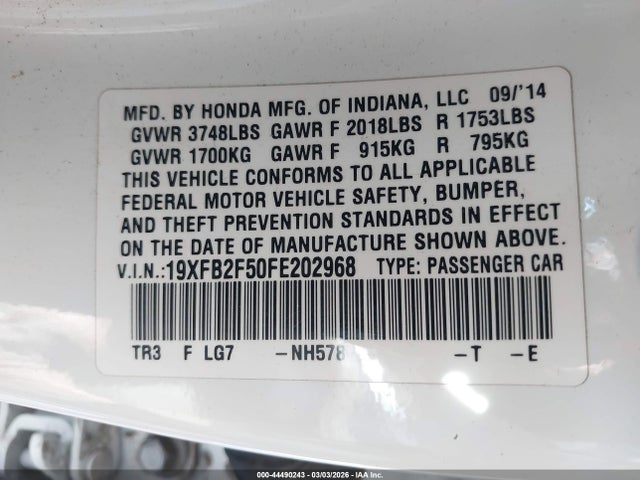 MFD. BY HONDA MFG. OF INDIANA, LLC 09/'14
GVWR 3748LBS GAWR F 2018LBS R 1753LBS
GVWR 1700KG GAWR F 915KG R 795KG
THIS VEHICLE CONFORMS TO ALL APPLICABLE
FEDERAL MOTOR VEHICLE SAFETY, BUMPER,
AND THEFT PREVENTION STANDARDS IN EFFECT
ON THE DATE OF MANUFACTURE SHOWN ABOVE.
V.I.N.:19XFB2F50FE202968 TYPE: PASSENGER CAR
TR3 F LG7 -NH578 -T -E
000-44490243 - 03/03/2026 - IAA Inc.